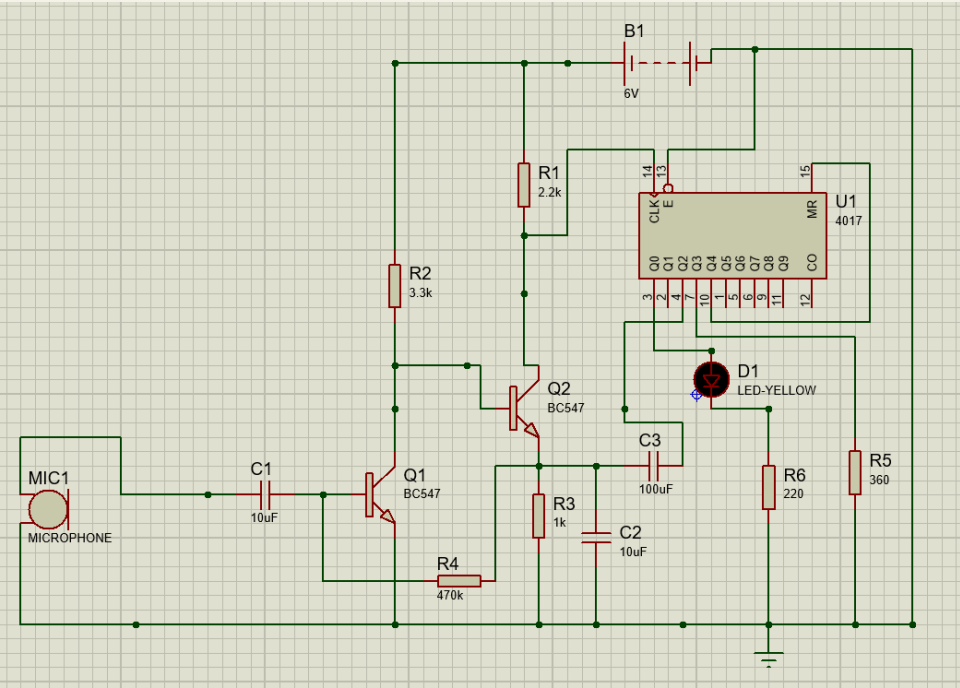 B1
6V
R1
2.2k
14
13
15
CLK
E
MR
U1
4017
Q0
Q1
Q2
Q3
Q4
Q5
Q6
Q7
Q8
Q9
CO
3
2
4
7
10
1
5
6
9
11
12
R2
3.3k
D1
LED-YELLOW
Q2
BC547
C3
100uF
R5
360
R6
220
MIC1
MICROPHONE
C1
10uF
Q1
BC547
R3
1k
C2
10uF
R4
470k